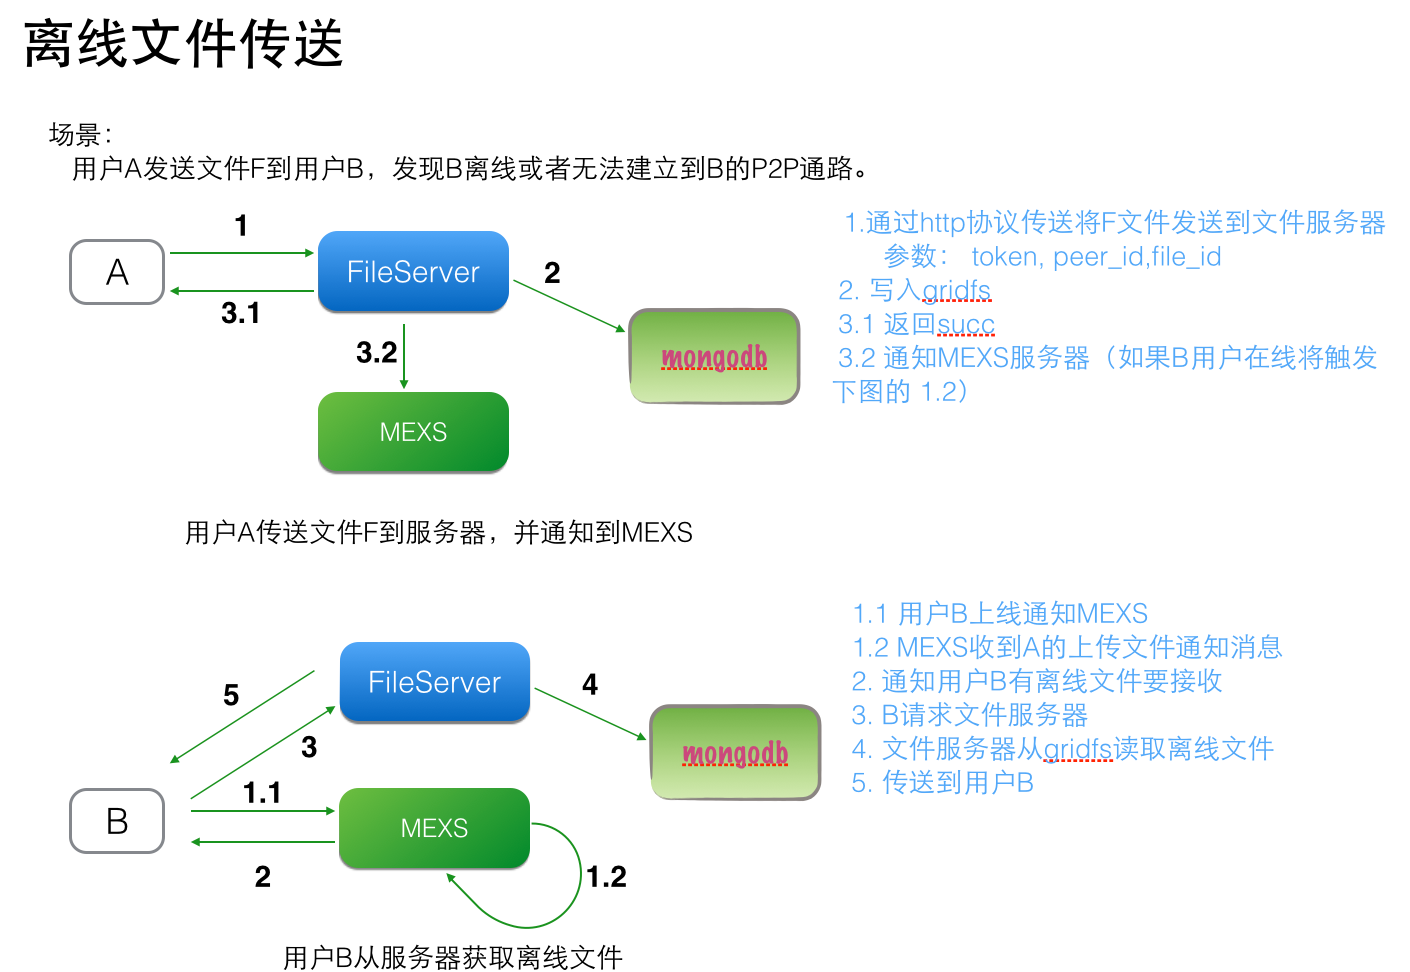 离线文件传送
场景：
用户A发送文件F到用户B，发现B离线或者无法建立到B的P2P通路。
1
A
FileServer
3.1
2
3.2
mongodb
MEXS
1.通过http协议传送将F文件发送到文件服务器
参数： token, peer_id,file_id
2. 写入gridfs
3.1 返回succ
3.2 通知MEXS服务器（如果B用户在线将触发
下图的 1.2）
用户A传送文件F到服务器，并通知到MEXS
FileServer
5
4
3
mongodb
1.1
B
MEXS
2
1.2
1.1 用户B上线通知MEXS
1.2 MEXS收到A的上传文件通知消息
2. 通知用户B有离线文件要接收
3. B请求文件服务器
4. 文件服务器从gridfs读取离线文件
5. 传送到用户B
用户B从服务器获取离线文件